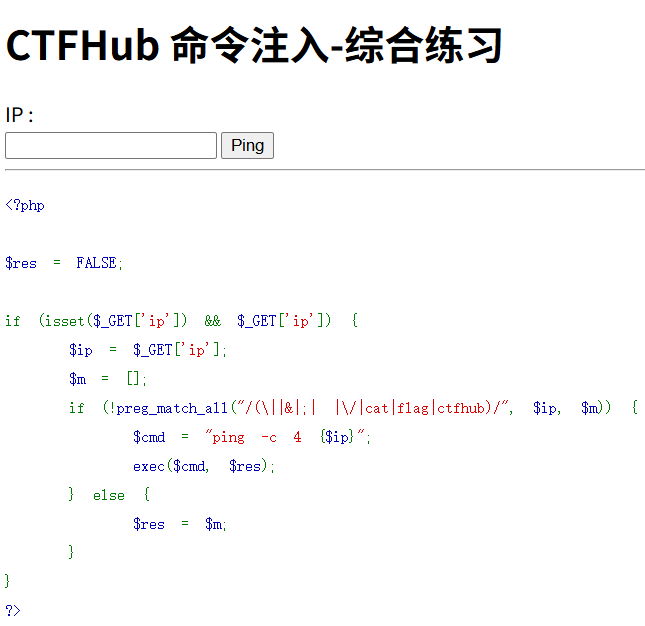 CTFHub 命令注入-综合练习
IP :
Ping
<?php
$res = FALSE;
if (isset($_GET['ip']) && $_GET['ip']) {
$ip = $_GET['ip'];
$m = [];
if (!preg_match_all("/(\||&|;| |\/|cat|flag|ctfhub)/", $ip, $m)) {
$cmd = "ping -c 4 {$ip}";
exec($cmd, $res);
} else {
$res = $m;
}
}
?>